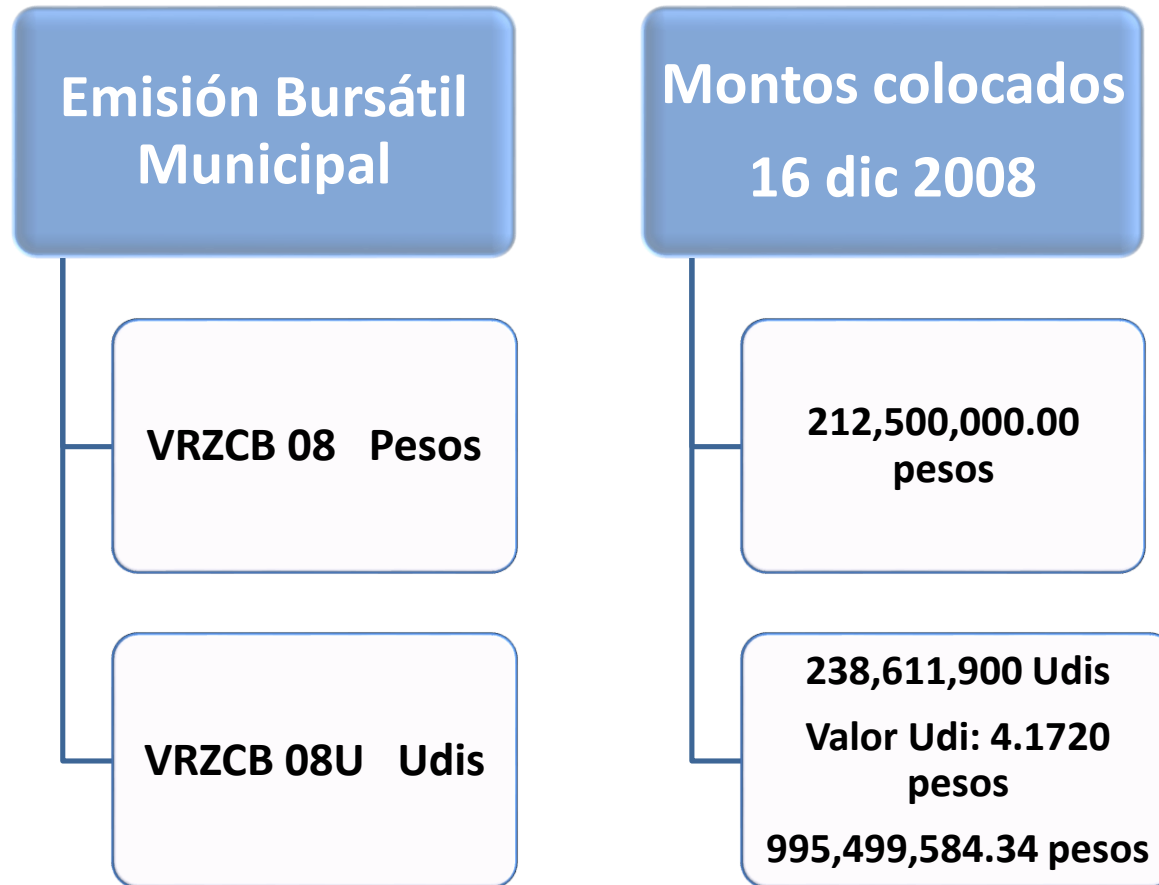 Emisión Bursátil
Municipal
VRZCB 08   Pesos
VRZCB 08U   Udis
Montos colocados
16 dic 2008
212,500,000.00
pesos
238,611,900 Udis
Valor Udi: 4.1720
pesos
995,499,584.34 pesos